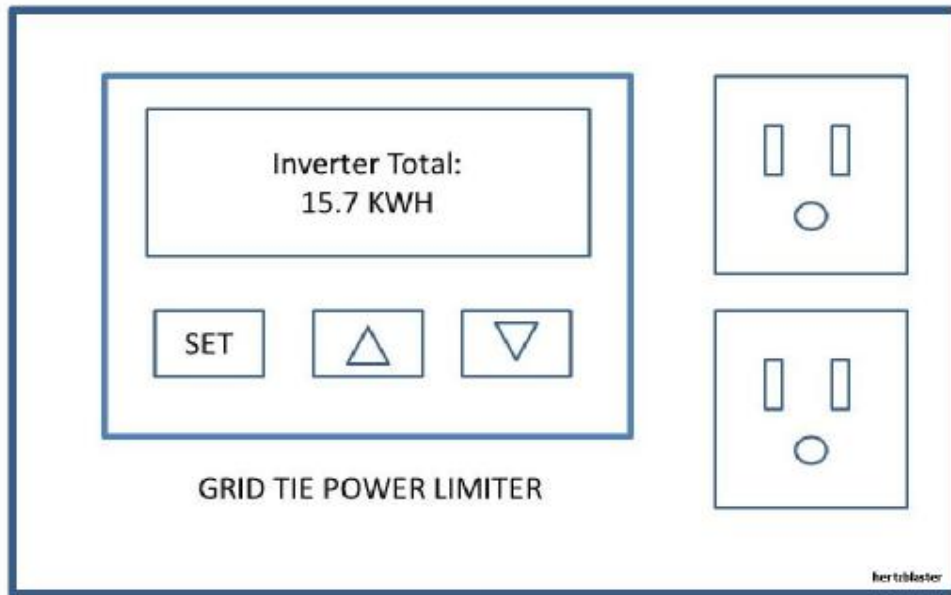 Inverter Total:
15.7 KWH
SET
GRID TIE POWER LIMITER
hertzblaster